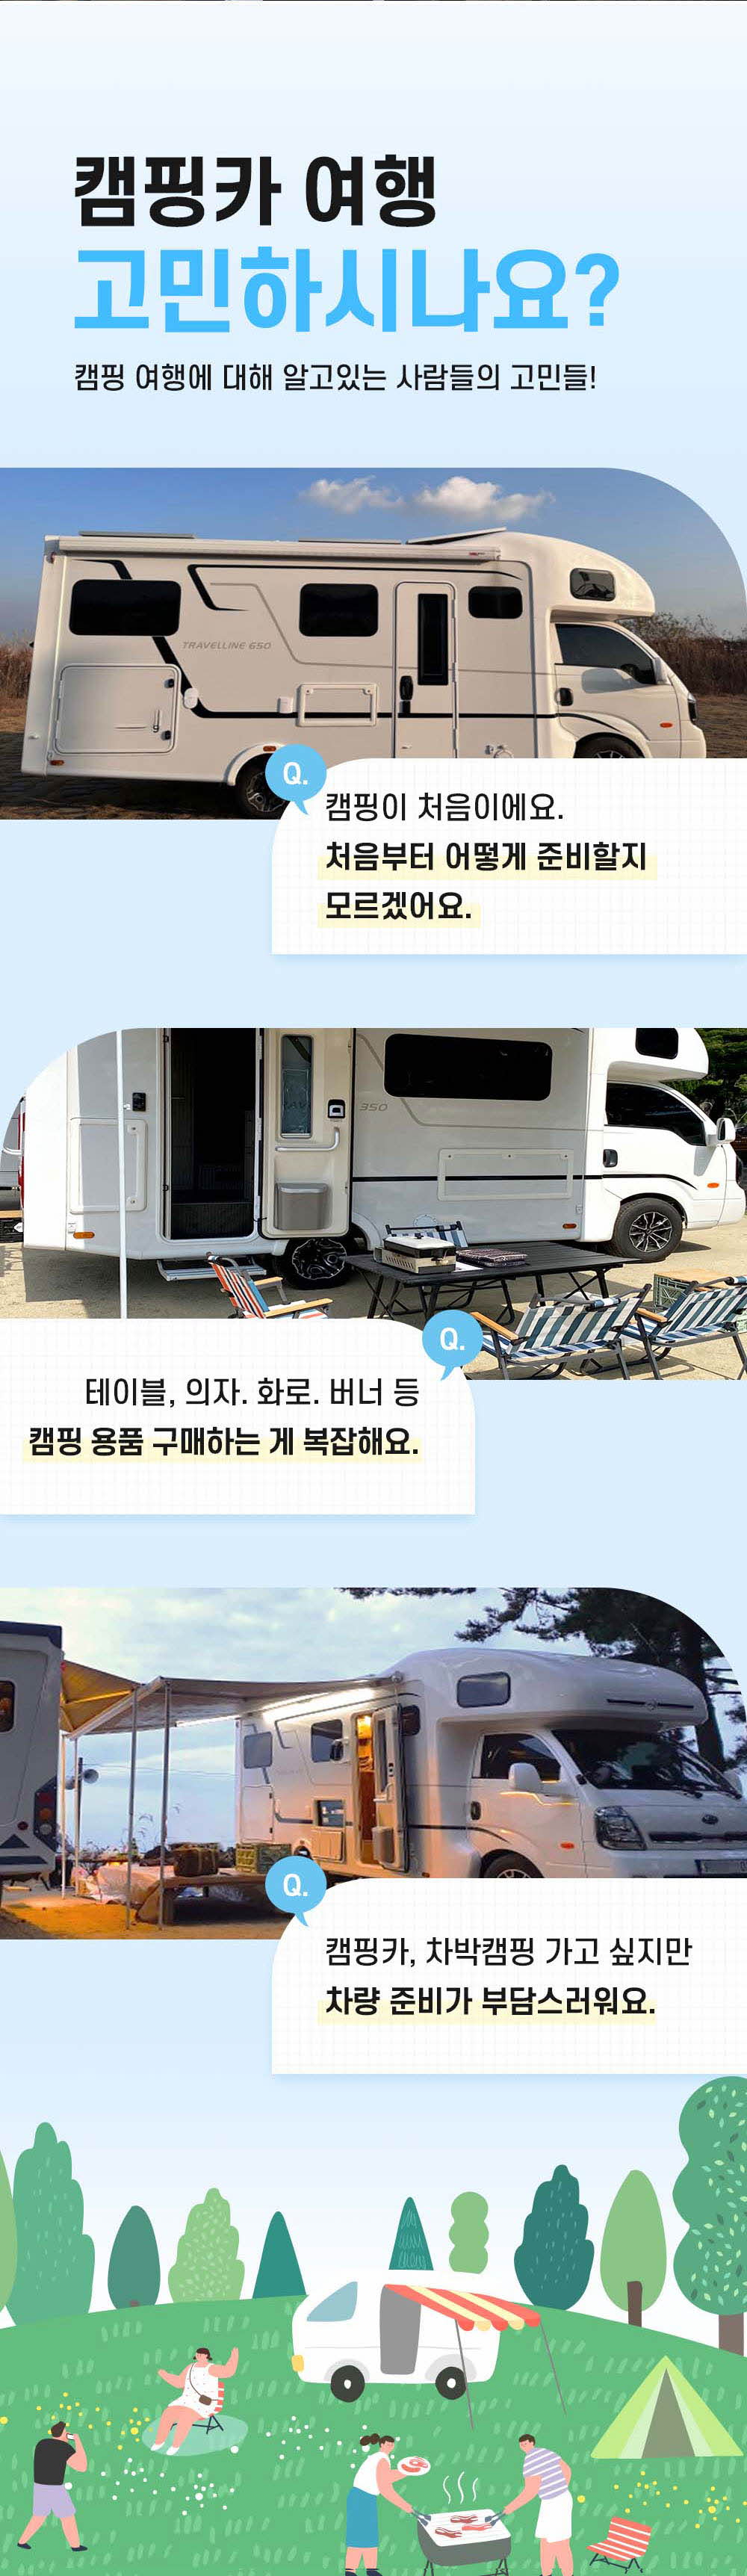 캠핑카 여행
고민하시나요?
캠핑 여행에 대해 알고있는 사람들의 고민들!
TRAVELLINE 650
Q.
캠핑이 처음이에요.
처음부터 어떻게 준비할지
모르겠어요.
350
Q.
테이블, 의자. 화로. 버너 등
캠핑 용품 구매하는 게 복잡해요.
Q.
캠핑카, 차박캠핑 가고 싶지만
차량 준비가 부담스러워요.